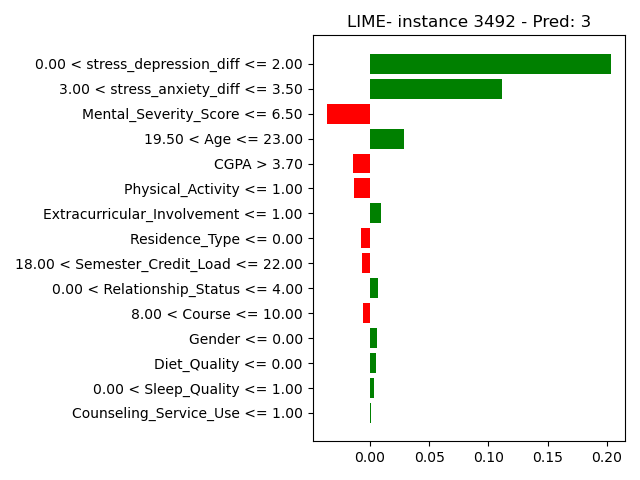 LIME- instance 3492 - Pred: 3
0.00 < stress_depression_diff <= 2.00
3.00 < stress_anxiety_diff <= 3.50
Mental_Severity_Score <= 6.50
19.50 < Age <= 23.00
CGPA > 3.70
Physical_Activity <= 1.00
Extracurricular_Involvement <= 1.00
Residence_Type <= 0.00
18.00 < Semester_Credit_Load <= 22.00
0.00 < Relationship_Status <= 4.00
8.00 < Course <= 10.00
Gender <= 0.00
Diet_Quality <= 0.00
0.00 < Sleep_Quality <= 1.00
Counseling_Service_Use <= 1.00
0.00 0.05 0.10 0.15 0.20